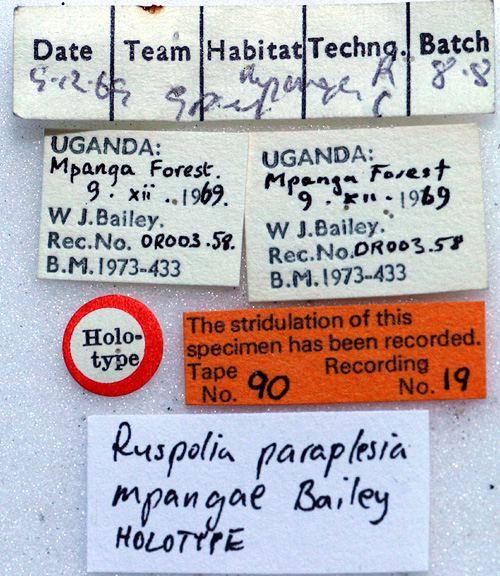 Date Team Habitat Techno. Batch
9-12-69 Mpanga R 8.8
UGANDA:
Mpanga Forest.
9. xii .. 1969.
W J.Bailey.
Rec.No. OR003.58.
B.M.1973-433
UGANDA:
Mpanga Forest
9. xii. 1969
W J.Bailey.
Rec.No. OR003.58
B.M.1973-433
Holo-
type
The stridulation of this
specimen has been recorded.
Tape Recording
No. 90 No. 19
Ruspolia paraplesia
mpangae Bailey
HOLOTYPE